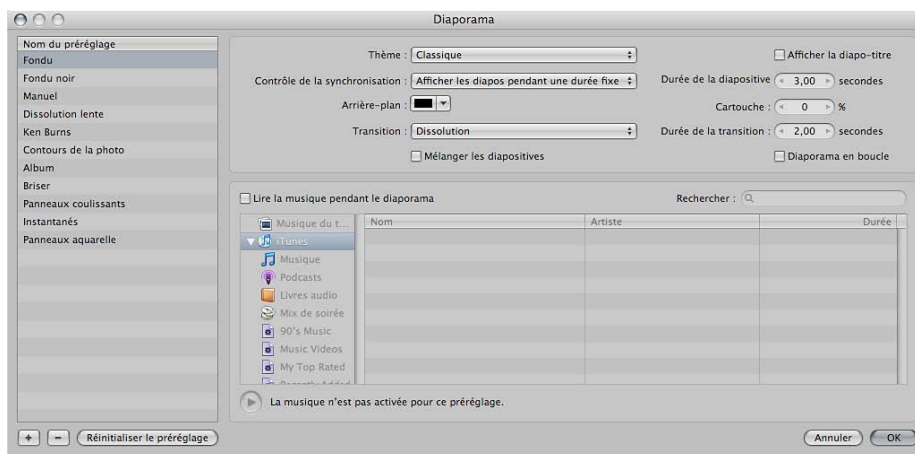 Diaporama
Nom du préréglage
Fondu
Fondu noir
Manuel
Dissolution lente
Ken Burns
Contours de la photo
Album
Briser
Panneaux coulissants
Instantanés
Panneaux aquarelle
Thème : Classique
Afficher la diapo-titre
Contrôle de la synchronisation : Afficher les diapos pendant une durée fixe
Durée de la diapositive 3,00 secondes
Arrière-plan :
Cartouche : 0 %
Transition : Dissolution
Durée de la transition : 2,00 secondes
Mélanger les diapositives
Diaporama en boucle
Lire la musique pendant le diaporama
Rechercher :
Musique du t...
iTunes
Musique
Podcasts
Livres audio
Mix de soirée
90's Music
Music Videos
My Top Rated
Recently Added
Nom Artiste Durée
La musique n'est pas activée pour ce préréglage.
+ - Réinitialiser le préréglage
Annuler OK